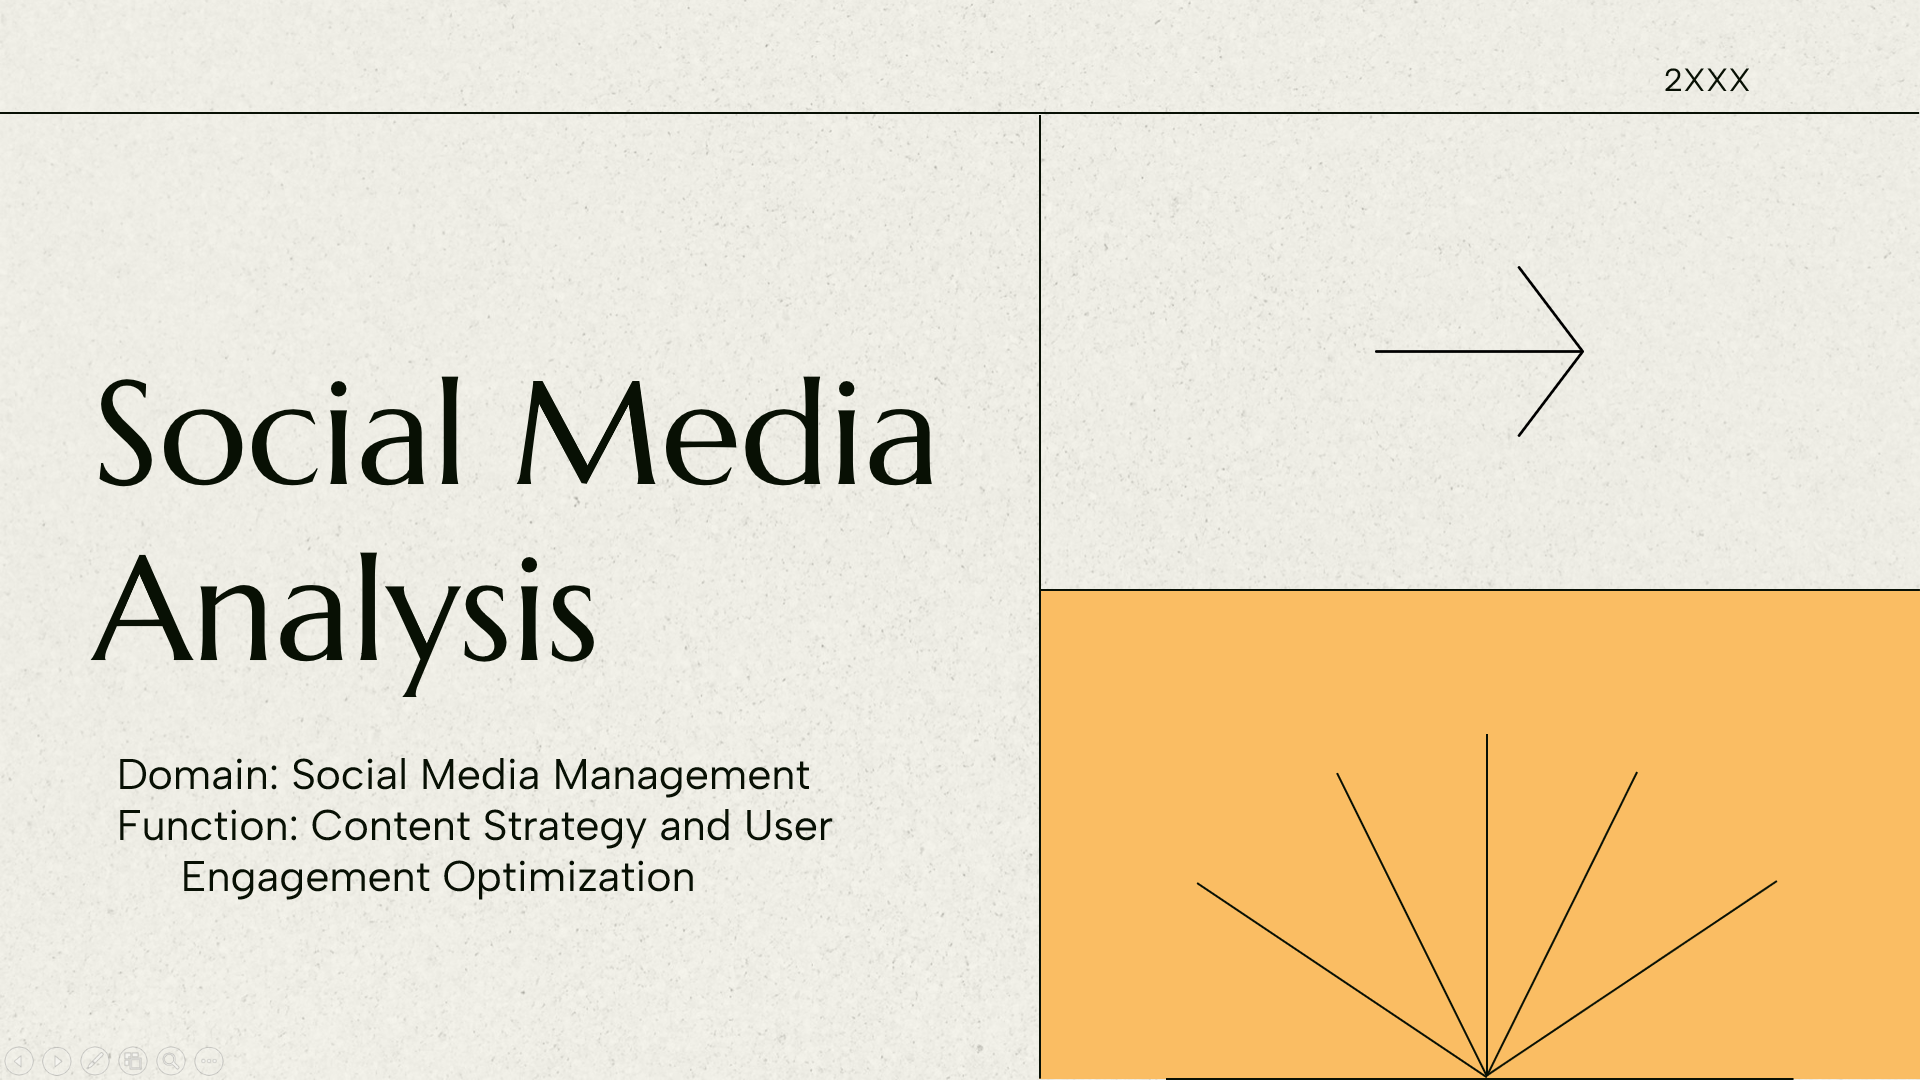 2XXX
Social Media
Analysis
Domain: Social Media Management
Function: Content Strategy and User
Engagement Optimization